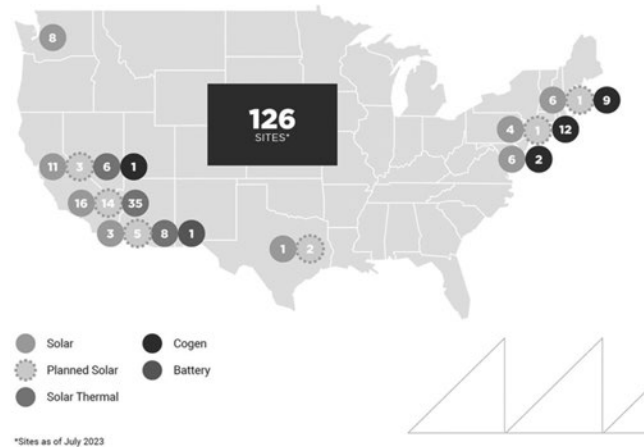 8
126
SITES*
6 1 9
4 1 12
6 2
11 3 6 1
16 14 35
3 5 8 1
1 2
Solar
Cogen
Planned Solar
Battery
Solar Thermal
*Sites as of July 2023